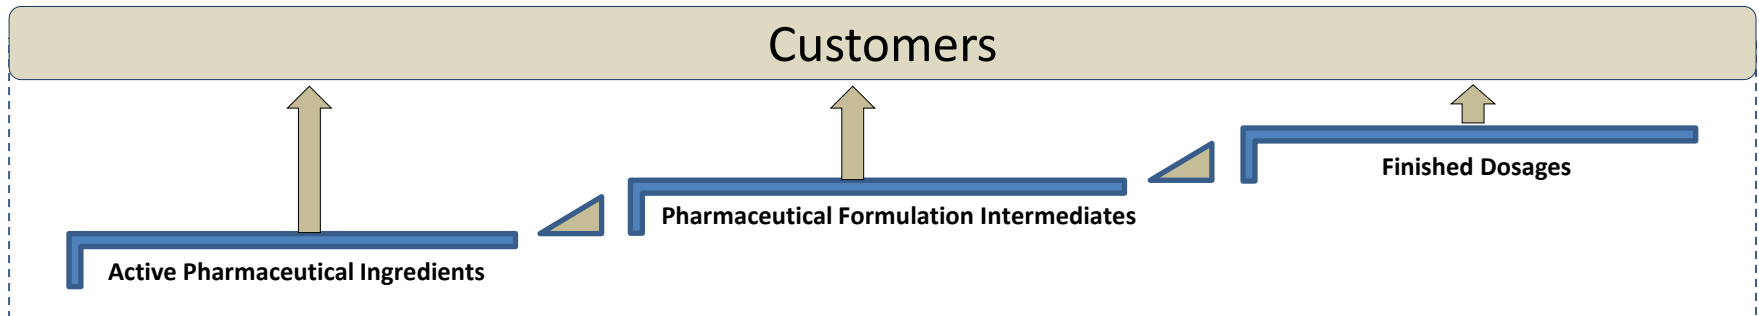 Customers
Finished Dosages
Pharmaceutical Formulation Intermediates
Active Pharmaceutical Ingredients